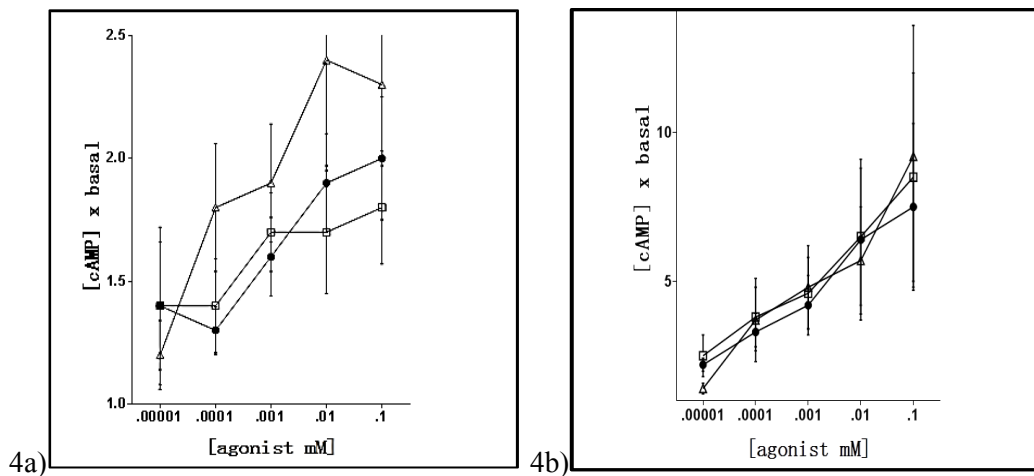 2.5
2.0
1.5
1.0
[cAMP] x basal
.00001 .0001 .001 .01 .1
[agonist mM]
4a)
10
5
[cAMP] x basal
.00001 .0001 .001 .01 .1
[agonist mM]
4b)